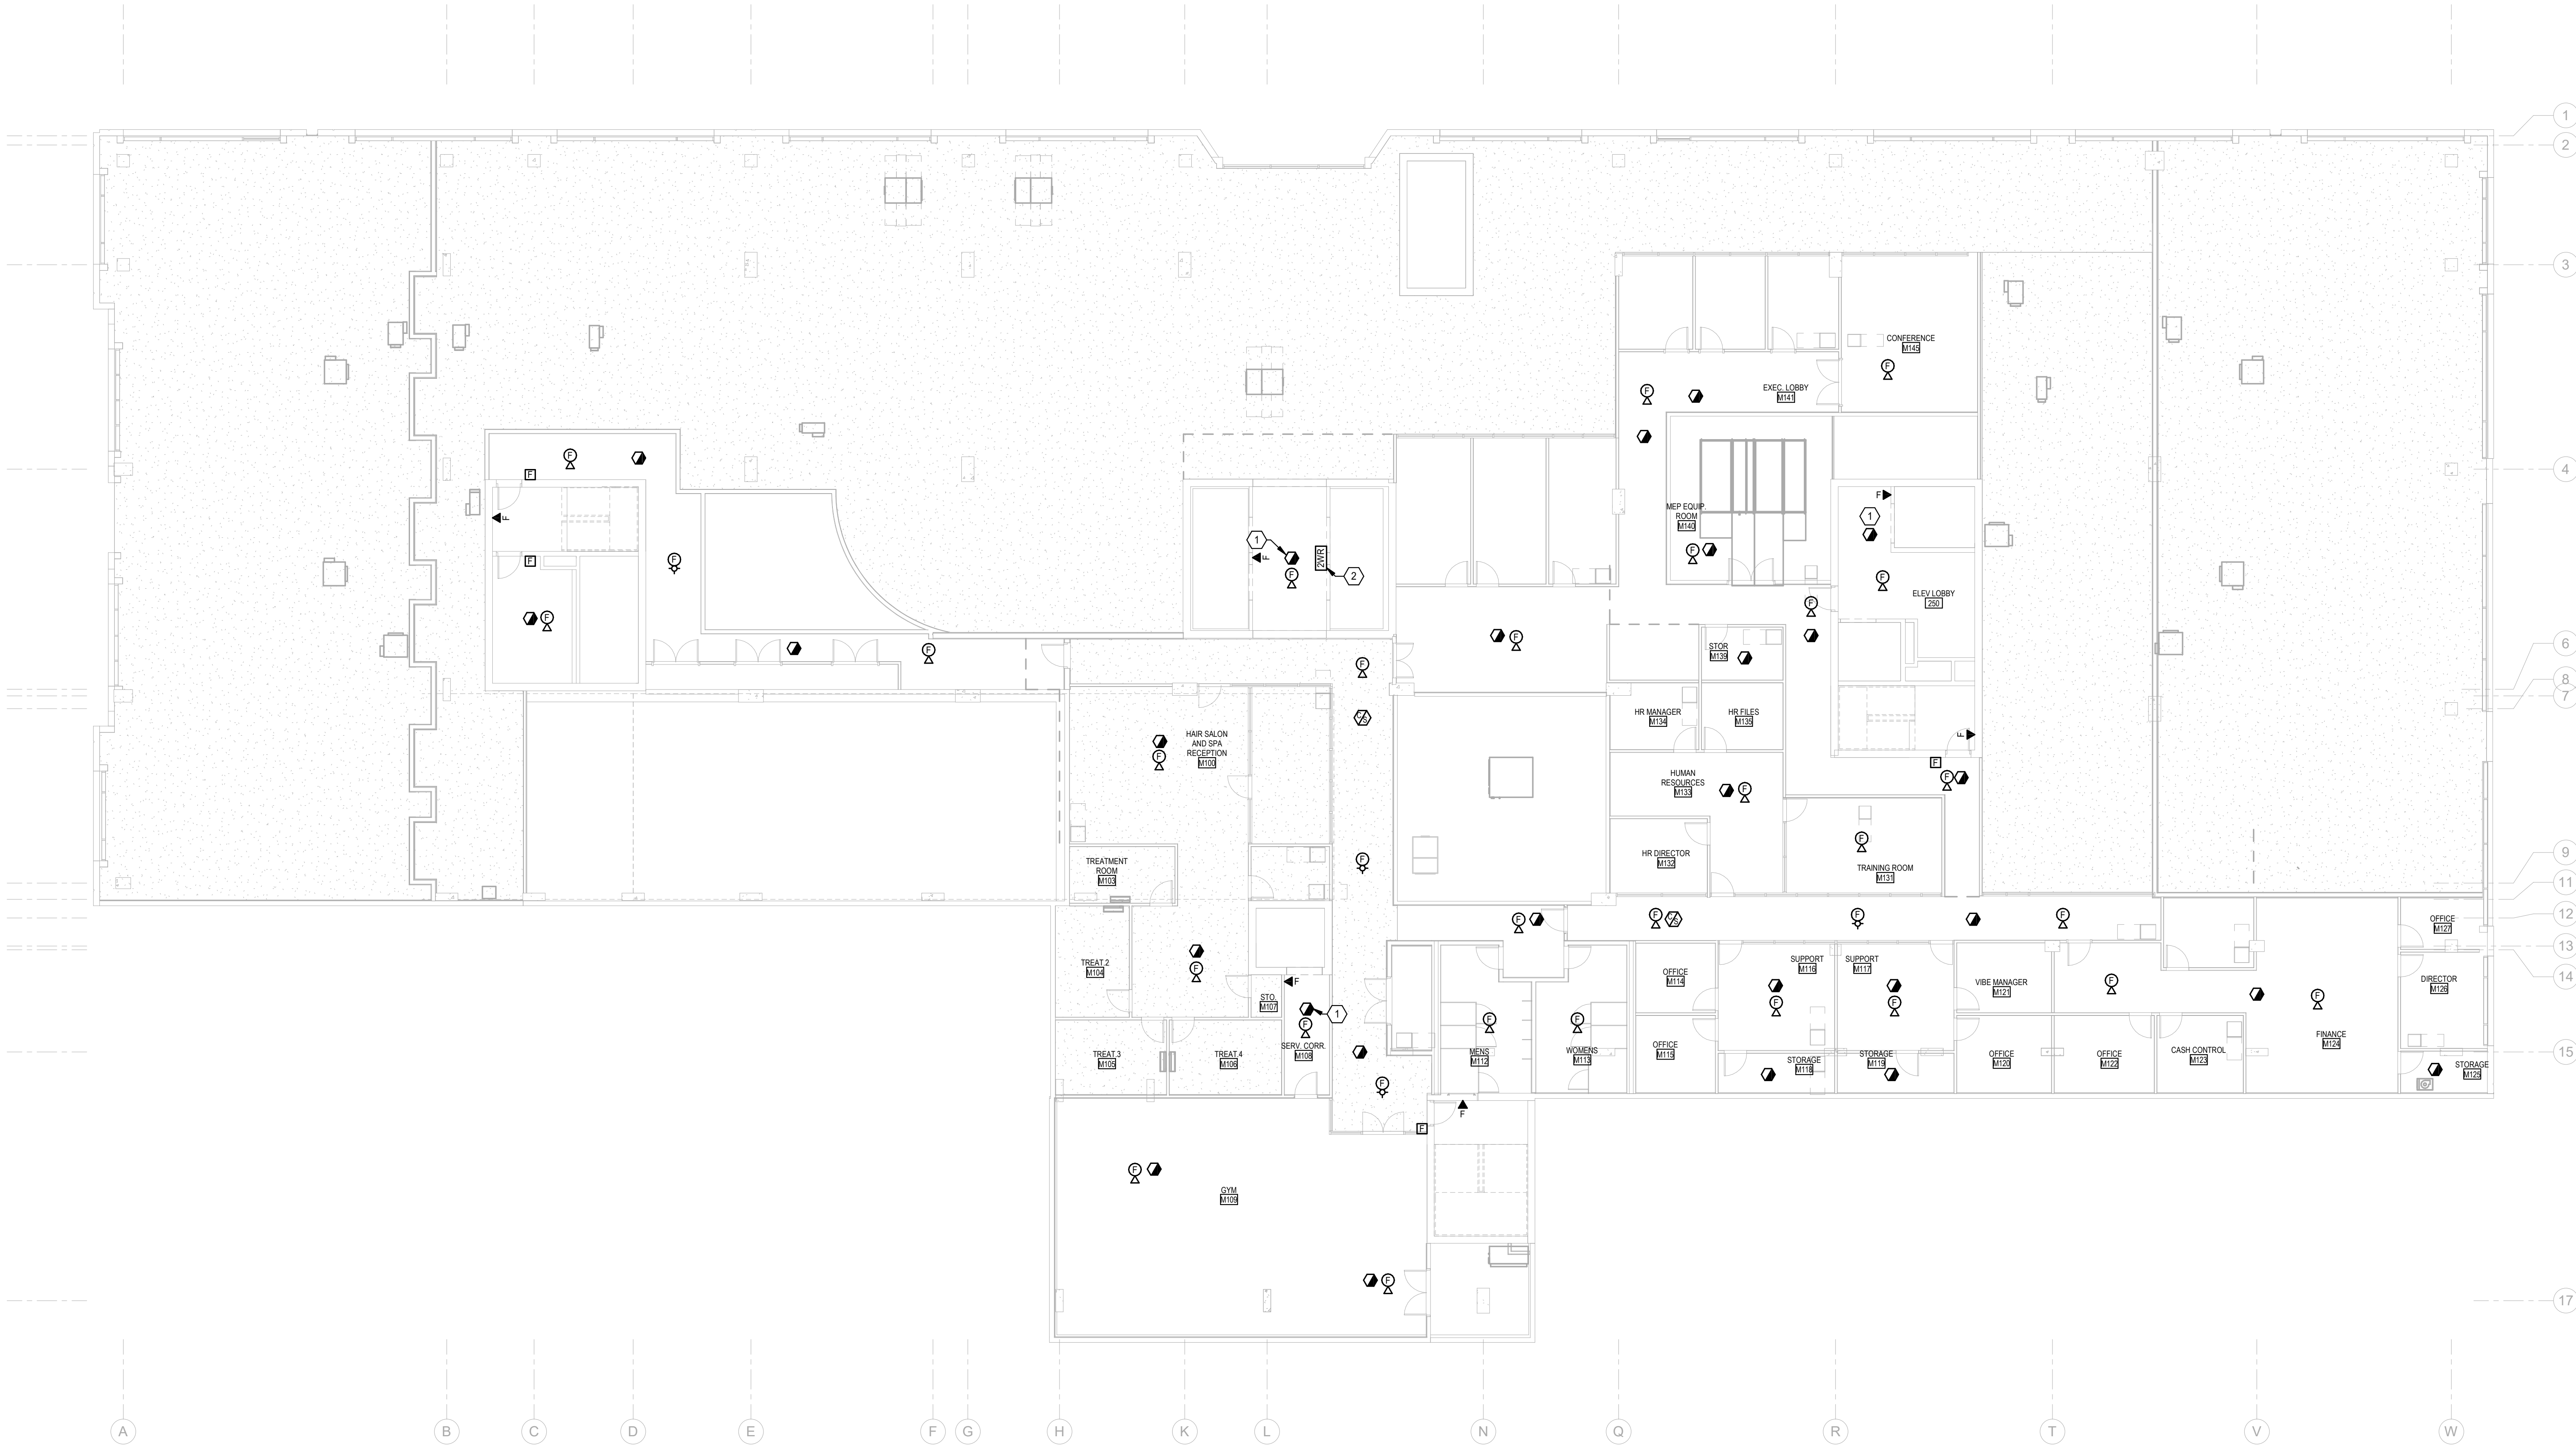 1
2
3
CONFERENCE
M145
F
EXEC. LOBBY
M141
F
F
F
4
F
F
MEP EQUIP.
ROOM
M140
1
1
F
F
2WR
2
F
F
F
F
F
F
ELEV LOBBY
250
F
F
F
F
STOR
M139
6
F
8
7
HR MANAGER
M134
HR FILES
M135
C/S
HAIR SALON
AND SPA
RECEPTION
M100
F
F
F
HUMAN
RESOURCES
M133
F
F
TREATMENT
ROOM
M103
F
HR DIRECTOR
M132
F
TRAINING ROOM
M131
9
11
F
F
C/S
F
F
12
OFFICE
M127
13
14
TREAT.2
M104
F
F
STO.
M107
1
F
SERV. CORR.
M108
OFFICE
M114
SUPPORT
M116
SUPPORT
M117
F
F
VIBE MANAGER
M121
F
F
DIRECTOR
M126
F
MENS
M112
F
WOMENS
M113
OFFICE
M115
STORAGE
M118
STORAGE
M119
OFFICE
M120
OFFICE
M122
CASH CONTROL
M123
FINANCE
M124
STORAGE
M125
15
TREAT.3
M105
TREAT.4
M106
F
F
F
F
GYM
M109
F
17
A
B
C
D
E
F
G
H
K
L
N
Q
R
T
V
W